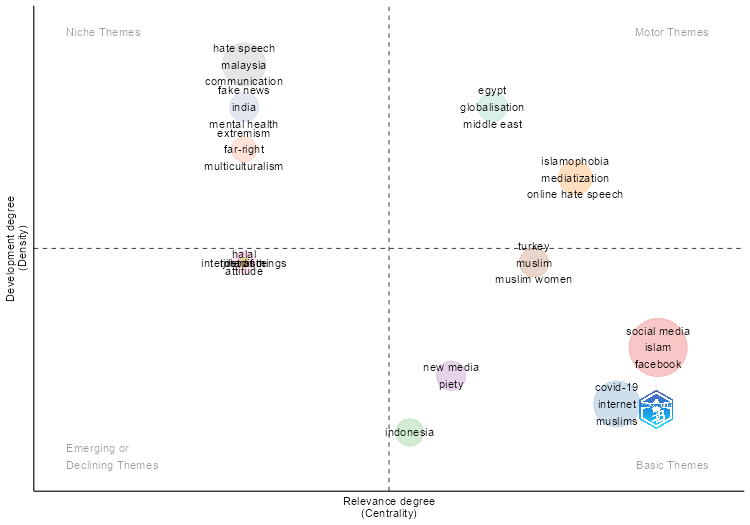 Niche Themes
Motor Themes
hate speech
malaysia
communication
fake news
india
mental health
extremism
far-right
multiculturalism
egypt
globalisation
middle east
islamophobia
mediatization
online hate speech
Development degree
(Density)
halal
attitude
turkey
muslim
muslim women
social media
islam
facebook
new media
piety
covid-19
internet
muslims
indonesia
Emerging or
Declining Themes
Basic Themes
Relevance degree
(Centrality)